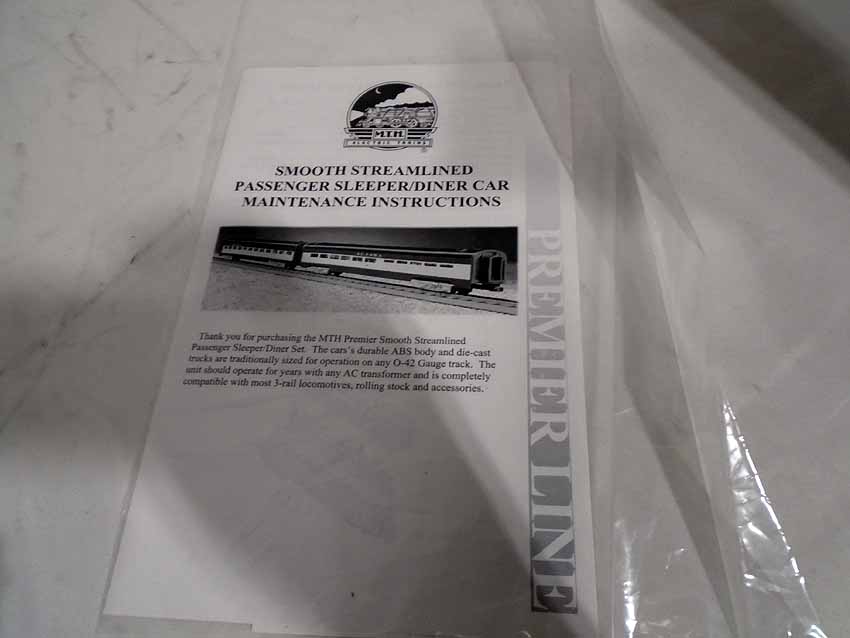 M.T.H.
ELECTRIC TRAINS
SMOOTH STREAMLINED
PASSENGER SLEEPER/DINER CAR
MAINTENANCE INSTRUCTIONS
Thank you for purchasing the MTH Premier Smooth Streamlined
Passenger Sleeper/Diner Set. The cars's durable ABS body and die-cast
trucks are traditionally sized for operation on any O-42 Gauge track. The
unit should operate for years with any AC transformer and is completely
compatible with most 3-rail locomotives, rolling stock and accessories.
PREMIER LINE